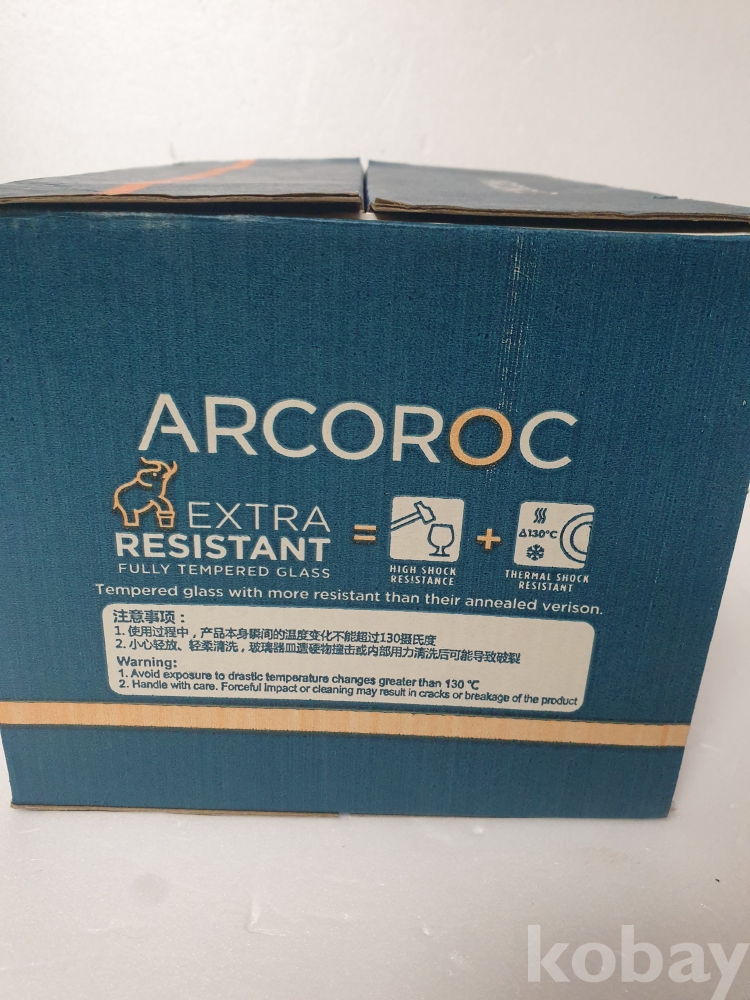 ARCOROC
EXTRA
RESISTANT
FULLY TEMPERED GLASS
=
HIGH SHOCK
RESISTANCE
+
Δ130°C
THERMAL SHOCK
RESISTANT
Tempered glass with more resistant than their annealed verison.
注意事项：
1. 使用过程中，产品本身瞬间的温度变化不能超过130摄氏度
2. 小心轻放、轻柔清洗，玻璃器皿遭硬物撞击或内部用力清洗后可能导致破裂
Warning:
1. Avoid exposure to drastic temperature changes greater than 130 °C
2. Handle with care. Forceful impact or cleaning may result in cracks or breakage of the product
kobay